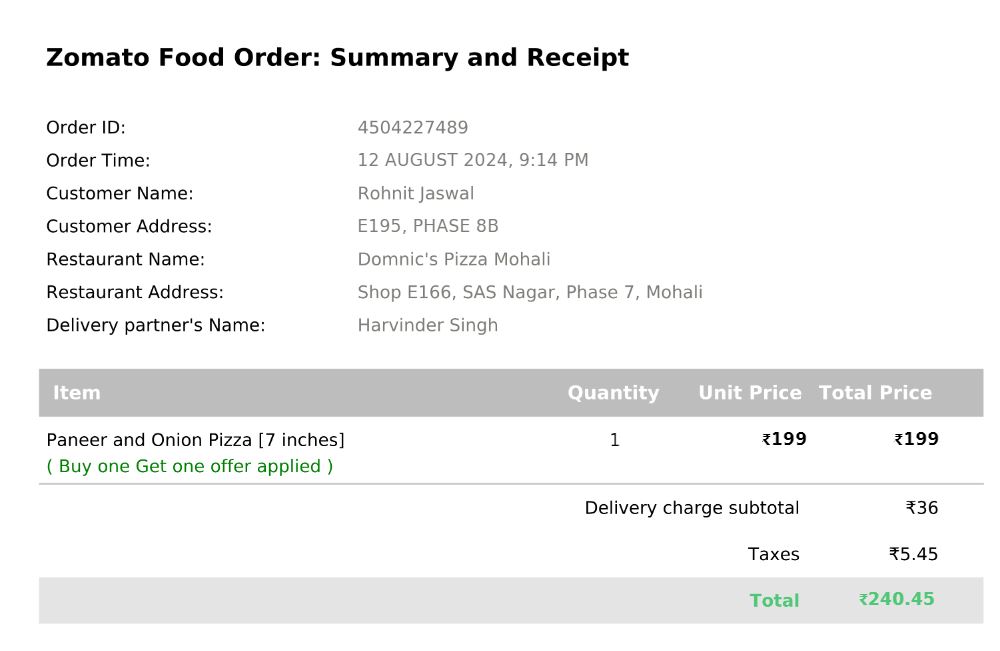 Zomato Food Order: Summary and Receipt
Order ID: 4504227489
Order Time: 12 AUGUST 2024, 9:14 PM
Customer Name: Rohnit Jaswal
Customer Address: E195, PHASE 8B
Restaurant Name: Domnic's Pizza Mohali
Restaurant Address: Shop E166, SAS Nagar, Phase 7, Mohali
Delivery partner's Name: Harvinder Singh
Item Quantity Unit Price Total Price
Paneer and Onion Pizza [7 inches] 1 ₹199 ₹199
( Buy one Get one offer applied )
Delivery charge subtotal ₹36
Taxes ₹5.45
Total ₹240.45